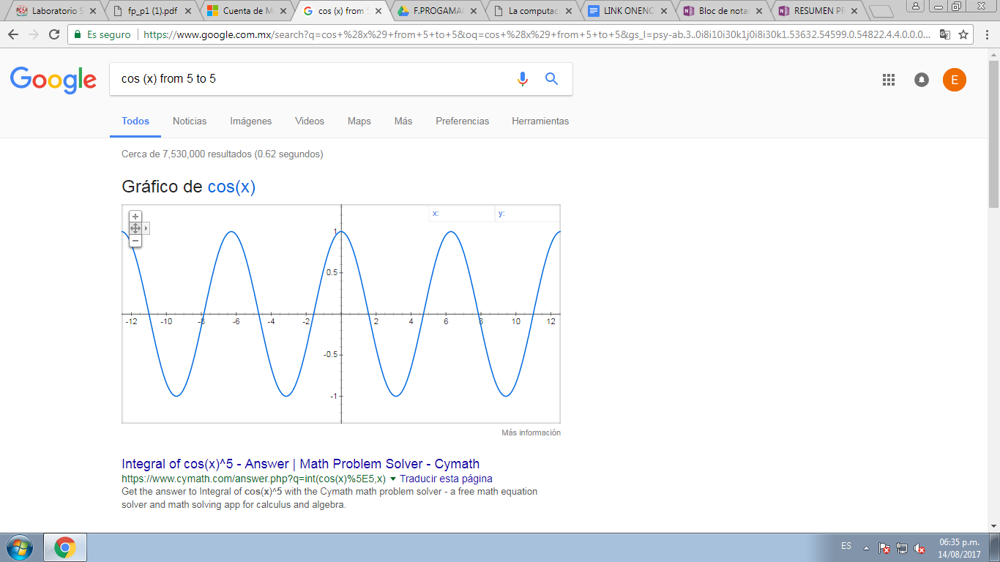 Laboratorio S
fp_p1 (1).pdf
Cuenta de M
cos (x) from 5
F.PROGAMA
La computac
LINK ONENO
Bloc de nota
RESUMEN PR
Es seguro
https://www.google.com.mx/search?q=cos+%28x%29+from+5+to+5&oq=cos+%28x%29+from+5+to+5&gs_l=psy-ab.3..0i8i10i30k1j0i8i30k1.53632.54599.0.54822.4.4.0.0.0...
Google
cos (x) from 5 to 5
E
Todos Noticias Imágenes Videos Maps Más Preferencias Herramientas
Cerca de 7,530,000 resultados (0.62 segundos)
Gráfico de cos(x)
x: y:
1
0.5
-12 -10 -8 -6 -4 -2 2 4 6 8 10 12
-0.5
-1
Más información
Integral of cos(x)^5 - Answer | Math Problem Solver - Cymath
https://www.cymath.com/answer.php?q=int(cos(x)%5E5,x) Traducir esta página
Get the answer to Integral of cos(x)^5 with the Cymath math problem solver - a free math equation
solver and math solving app for calculus and algebra.
ES
06:35 p.m.
14/08/2017